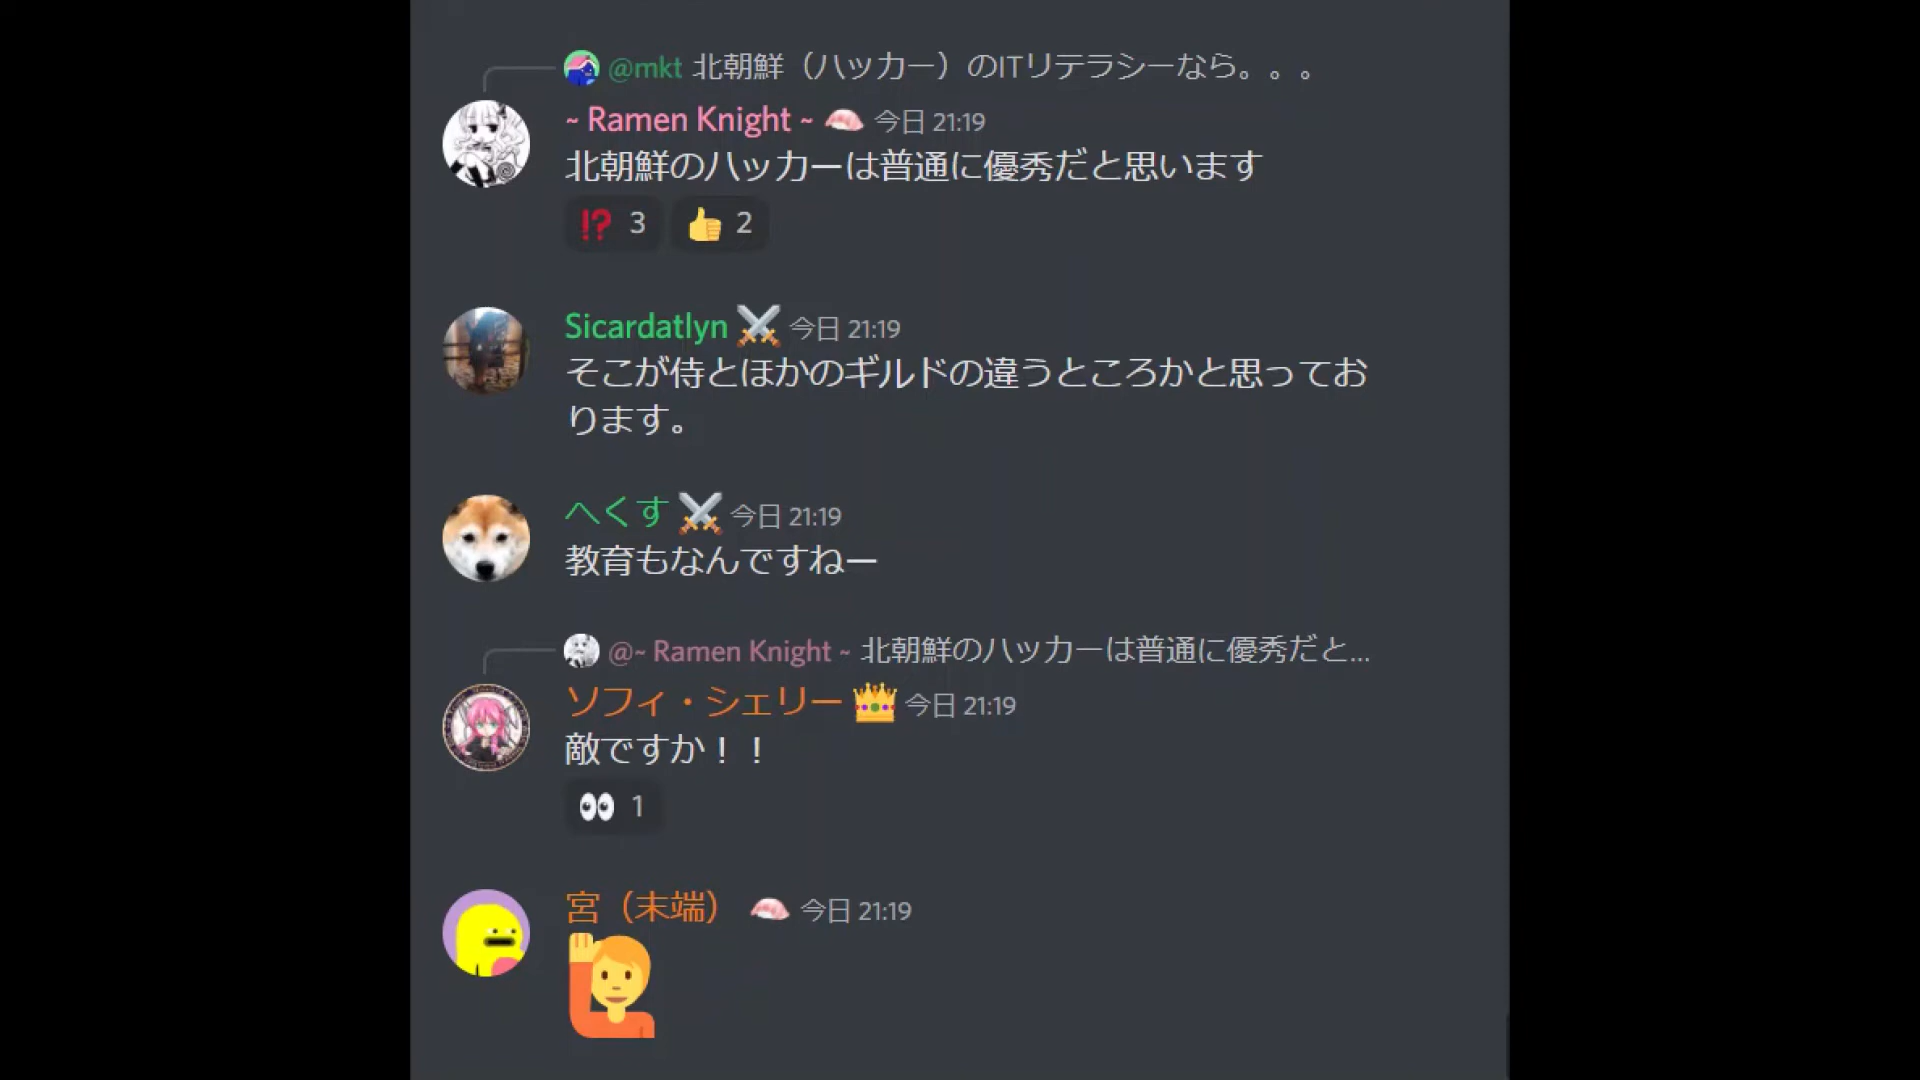 @mkt 北朝鮮（ハッカー）のITリテラシーなら。。。
~ Ramen Knight ~ 今日 21:19
北朝鮮のハッカーは普通に優秀だと思います
⁉ 3 👍 2
Sicardatlyn ⚔ 今日 21:19
そこが侍とほかのギルドの違うところかと思ってお
ります。
へくす ⚔ 今日 21:19
教育もなんですねー
@~ Ramen Knight ~ 北朝鮮のハッカーは普通に優秀だと...
ソフィ・シェリー 👑 今日 21:19
敵ですか！！
👀 1
宮（末端） 今日 21:19